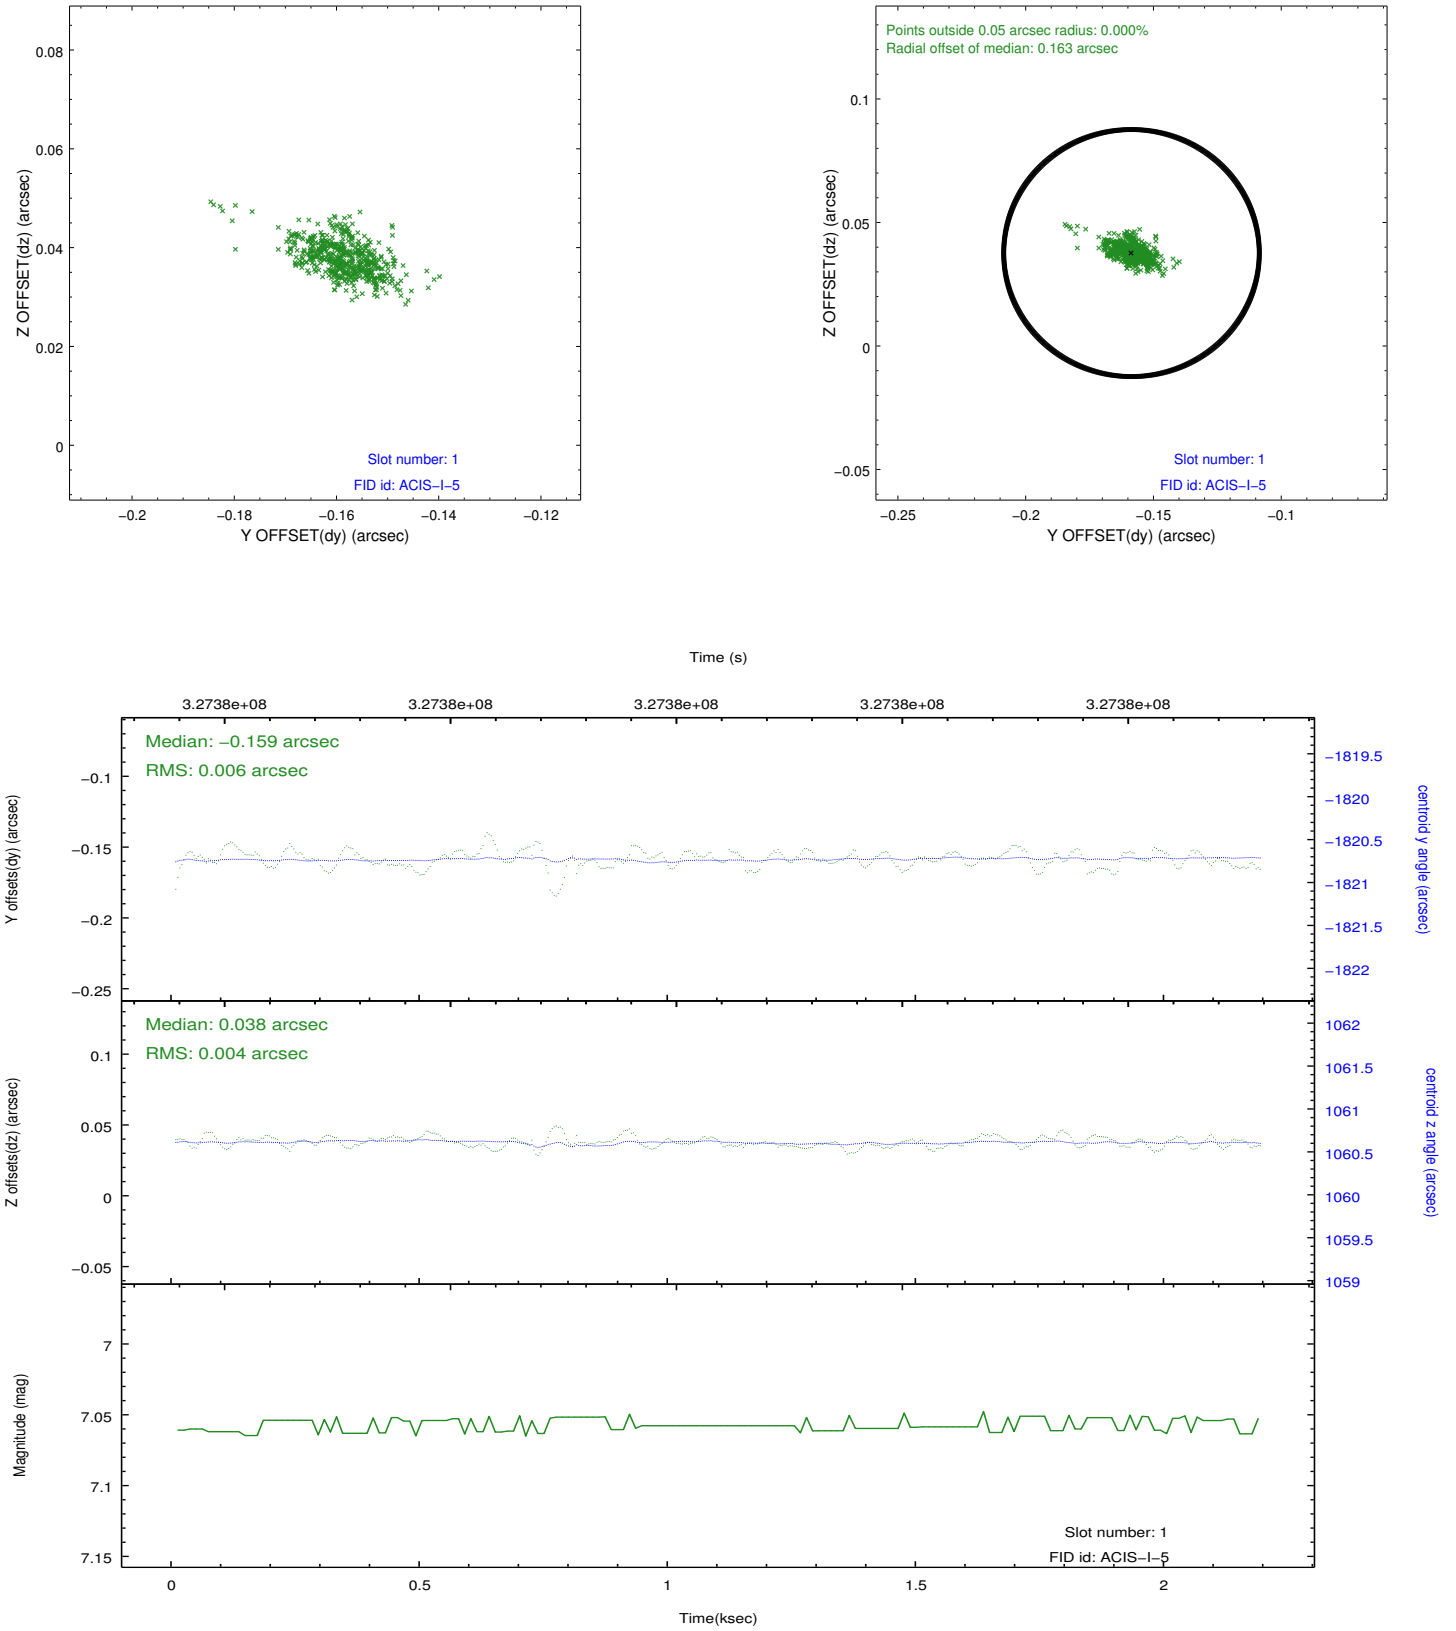 0.08
0.06
0.04
0.02
0
Z OFFSET(dz) (arcsec)
Slot number: 1
FID id: ACIS−I−5
−0.2
−0.18
−0.16
−0.14
−0.12
Y OFFSET(dy) (arcsec)
Points outside 0.05 arcsec radius: 0.000%
Radial offset of median: 0.163 arcsec
0.1
0.05
0
−0.05
Z OFFSET(dz) (arcsec)
Slot number: 1
FID id: ACIS−I−5
−0.25
−0.2
−0.15
−0.1
Y OFFSET(dy) (arcsec)
Time (s)
3.2738e+08
3.2738e+08
3.2738e+08
3.2738e+08
3.2738e+08
Median: −0.159 arcsec
RMS: 0.006 arcsec
−0.1
−0.15
−0.2
−0.25
Y offsets(dy) (arcsec)
−1819.5
−1820
−1820.5
−1821
−1821.5
−1822
centroid y angle (arcsec)
Median: 0.038 arcsec
RMS: 0.004 arcsec
0.1
0.05
0
−0.05
Z offsets(dz) (arcsec)
1062
1061.5
1061
1060.5
1060
1059.5
1059
centroid z angle (arcsec)
7
7.05
7.1
7.15
Magnitude (mag)
Slot number: 1
FID id: ACIS−I−5
0
0.5
1
1.5
2
Time(ksec)